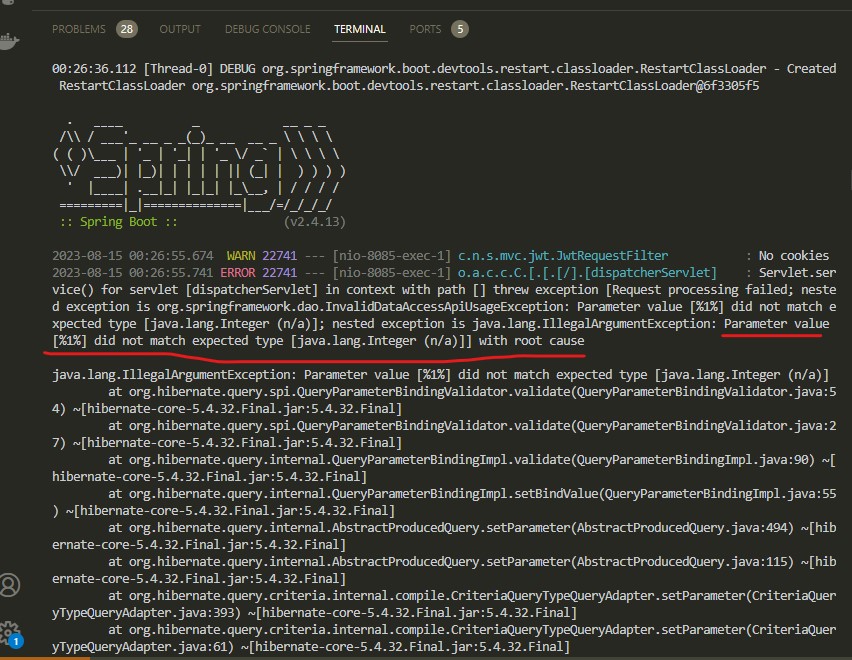 PROBLEMS 28 OUTPUT DEBUG CONSOLE TERMINAL PORTS 5
00:26:36.112 [Thread-0] DEBUG org.springframework.boot.devtools.restart.classloader.RestartClassLoader - Created
 RestartClassLoader org.springframework.boot.devtools.restart.classloader.RestartClassLoader@6f3305f5
  .   ____          _            __ _ _
 /\\ / ___'_ __ _ _(_)_ __  __ _ \ \ \ \
( ( )\___ | '_ | '_| | '_ \/ _` | \ \ \ \
 \\/  ___)| |_)| | | | | || (_| |  ) ) ) )
  '  |____| .__|_| |_|_| |_\__, | / / / /
 =========|_|==============|___/=/_/_/_/
 :: Spring Boot ::               (v2.4.13)
2023-08-15 00:26:55.674  WARN 22741 --- [nio-8085-exec-1] c.n.s.mvc.jwt.JwtRequestFilter           : No cookies
2023-08-15 00:26:55.741 ERROR 22741 --- [nio-8085-exec-1] o.a.c.c.C.[.[.[/].[dispatcherServlet]    : Servlet.ser
vice() for servlet [dispatcherServlet] in context with path [] threw exception [Request processing failed; neste
d exception is org.springframework.dao.InvalidDataAccessApiUsageException: Parameter value [%1%] did not match e
xpected type [java.lang.Integer (n/a)]; nested exception is java.lang.IllegalArgumentException: Parameter value
[%1%] did not match expected type [java.lang.Integer (n/a)]] with root cause
java.lang.IllegalArgumentException: Parameter value [%1%] did not match expected type [java.lang.Integer (n/a)]
        at org.hibernate.query.spi.QueryParameterBindingValidator.validate(QueryParameterBindingValidator.java:5
4) ~[hibernate-core-5.4.32.Final.jar:5.4.32.Final]
        at org.hibernate.query.spi.QueryParameterBindingValidator.validate(QueryParameterBindingValidator.java:2
7) ~[hibernate-core-5.4.32.Final.jar:5.4.32.Final]
        at org.hibernate.query.internal.QueryParameterBindingImpl.validate(QueryParameterBindingImpl.java:90) ~[
hibernate-core-5.4.32.Final.jar:5.4.32.Final]
        at org.hibernate.query.internal.QueryParameterBindingImpl.setBindValue(QueryParameterBindingImpl.java:55
) ~[hibernate-core-5.4.32.Final.jar:5.4.32.Final]
        at org.hibernate.query.internal.AbstractProducedQuery.setParameter(AbstractProducedQuery.java:494) ~[hib
ernate-core-5.4.32.Final.jar:5.4.32.Final]
        at org.hibernate.query.internal.AbstractProducedQuery.setParameter(AbstractProducedQuery.java:115) ~[hib
ernate-core-5.4.32.Final.jar:5.4.32.Final]
        at org.hibernate.query.criteria.internal.compile.CriteriaQueryTypeQueryAdapter.setParameter(CriteriaQuer
yTypeQueryAdapter.java:393) ~[hibernate-core-5.4.32.Final.jar:5.4.32.Final]
        at org.hibernate.query.criteria.internal.compile.CriteriaQueryTypeQueryAdapter.setParameter(CriteriaQuer
yTypeQueryAdapter.java:61) ~[hibernate-core-5.4.32.Final.jar:5.4.32.Final]
1